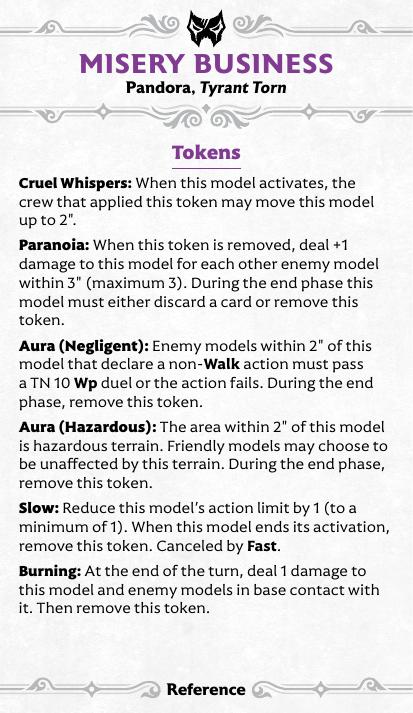 MISERY BUSINESS
Pandora, Tyrant Torn
Tokens
Cruel Whispers: When this model activates, the
crew that applied this token may move this model
up to 2".
Paranoia: When this token is removed, deal +1
damage to this model for each other enemy model
within 3" (maximum 3). During the end phase this
model must either discard a card or remove this
token.
Aura (Negligent): Enemy models within 2" of this
model that declare a non-Walk action must pass
a TN 10 Wp duel or the action fails. During the end
phase, remove this token.
Aura (Hazardous): The area within 2" of this model
is hazardous terrain. Friendly models may choose to
be unaffected by this terrain. During the end phase,
remove this token.
Slow: Reduce this model's action limit by 1 (to a
minimum of 1). When this model ends its activation,
remove this token. Canceled by Fast.
Burning: At the end of the turn, deal 1 damage to
this model and enemy models in base contact with
it. Then remove this token.
Reference